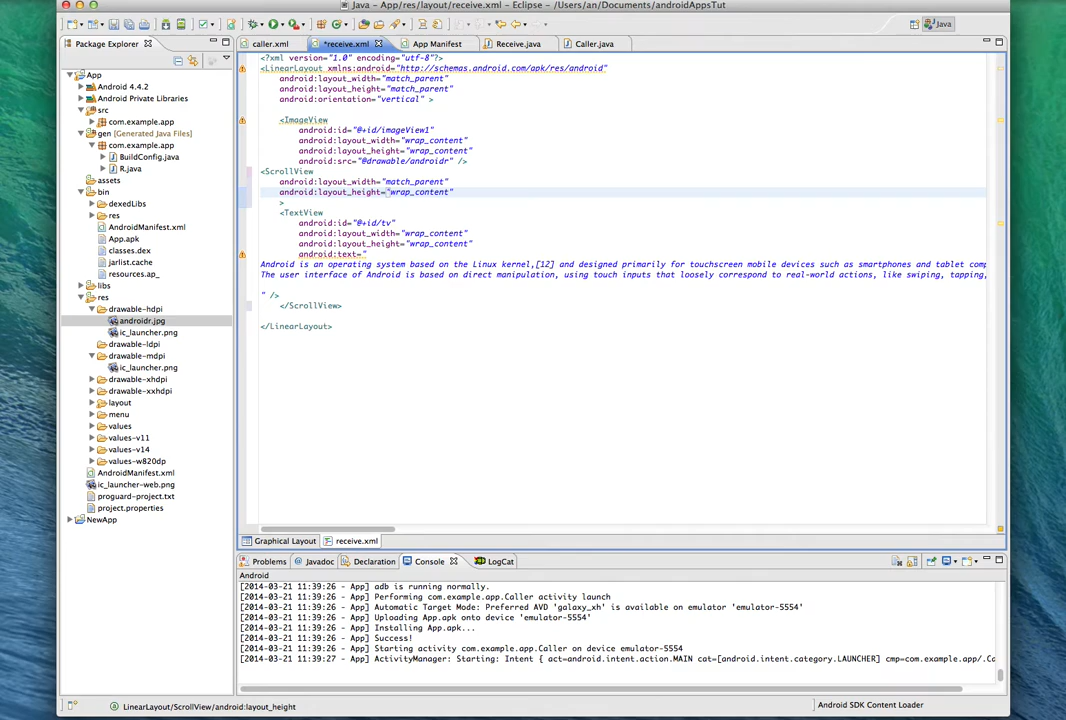 Java - App/res/layout/receive.xml - Eclipse - /Users/an/Documents/androidAppsTut
Java
Package Explorer
caller.xml
*receive.xml
App Manifest
Receive.java
Caller.java
App
Android 4.4.2
Android Private Libraries
src
com.example.app
gen [Generated Java Files]
com.example.app
BuildConfig.java
R.java
assets
bin
dexedLibs
res
AndroidManifest.xml
App.apk
classes.dex
jarlist.cache
resources.ap_
libs
res
drawable-hdpi
androidr.jpg
ic_launcher.png
drawable-ldpi
drawable-mdpi
ic_launcher.png
drawable-xhdpi
drawable-xxhdpi
layout
menu
values
values-v11
values-v14
values-w820dp
AndroidManifest.xml
ic_launcher-web.png
proguard-project.txt
project.properties
NewApp
<?xml version="1.0" encoding="utf-8"?>
<LinearLayout xmlns:android="http://schemas.android.com/apk/res/android"
android:layout_width="match_parent"
android:layout_height="match_parent"
android:orientation="vertical" >
<ImageView
android:id="@+id/imageView1"
android:layout_width="wrap_content"
android:layout_height="wrap_content"
android:src="@drawable/androidr" />
<ScrollView
android:layout_width="match_parent"
android:layout_height="wrap_content"
>
<TextView
android:id="@+id/tv"
android:layout_width="wrap_content"
android:layout_height="wrap_content"
android:text="
Android is an operating system based on the Linux kernel,[12] and designed primarily for touchscreen mobile devices such as smartphones and tablet comp
The user interface of Android is based on direct manipulation, using touch inputs that loosely correspond to real-world actions, like swiping, tapping,
" />
</ScrollView>
</LinearLayout>
Graphical Layout
receive.xml
Problems
Javadoc
Declaration
Console
LogCat
Android
[2014-03-21 11:39:26 - App] adb is running normally.
[2014-03-21 11:39:26 - App] Performing com.example.app.Caller activity launch
[2014-03-21 11:39:26 - App] Automatic Target Mode: Preferred AVD 'galaxy_xh' is available on emulator 'emulator-5554'
[2014-03-21 11:39:26 - App] Uploading App.apk onto device 'emulator-5554'
[2014-03-21 11:39:26 - App] Installing App.apk...
[2014-03-21 11:39:26 - App] Success!
[2014-03-21 11:39:26 - App] Starting activity com.example.app.Caller on device emulator-5554
[2014-03-21 11:39:27 - App] ActivityManager: Starting: Intent { act=android.intent.action.MAIN cat=[android.intent.category.LAUNCHER] cmp=com.example.app/.Ca
LinearLayout/ScrollView/android:layout_height
Android SDK Content Loader